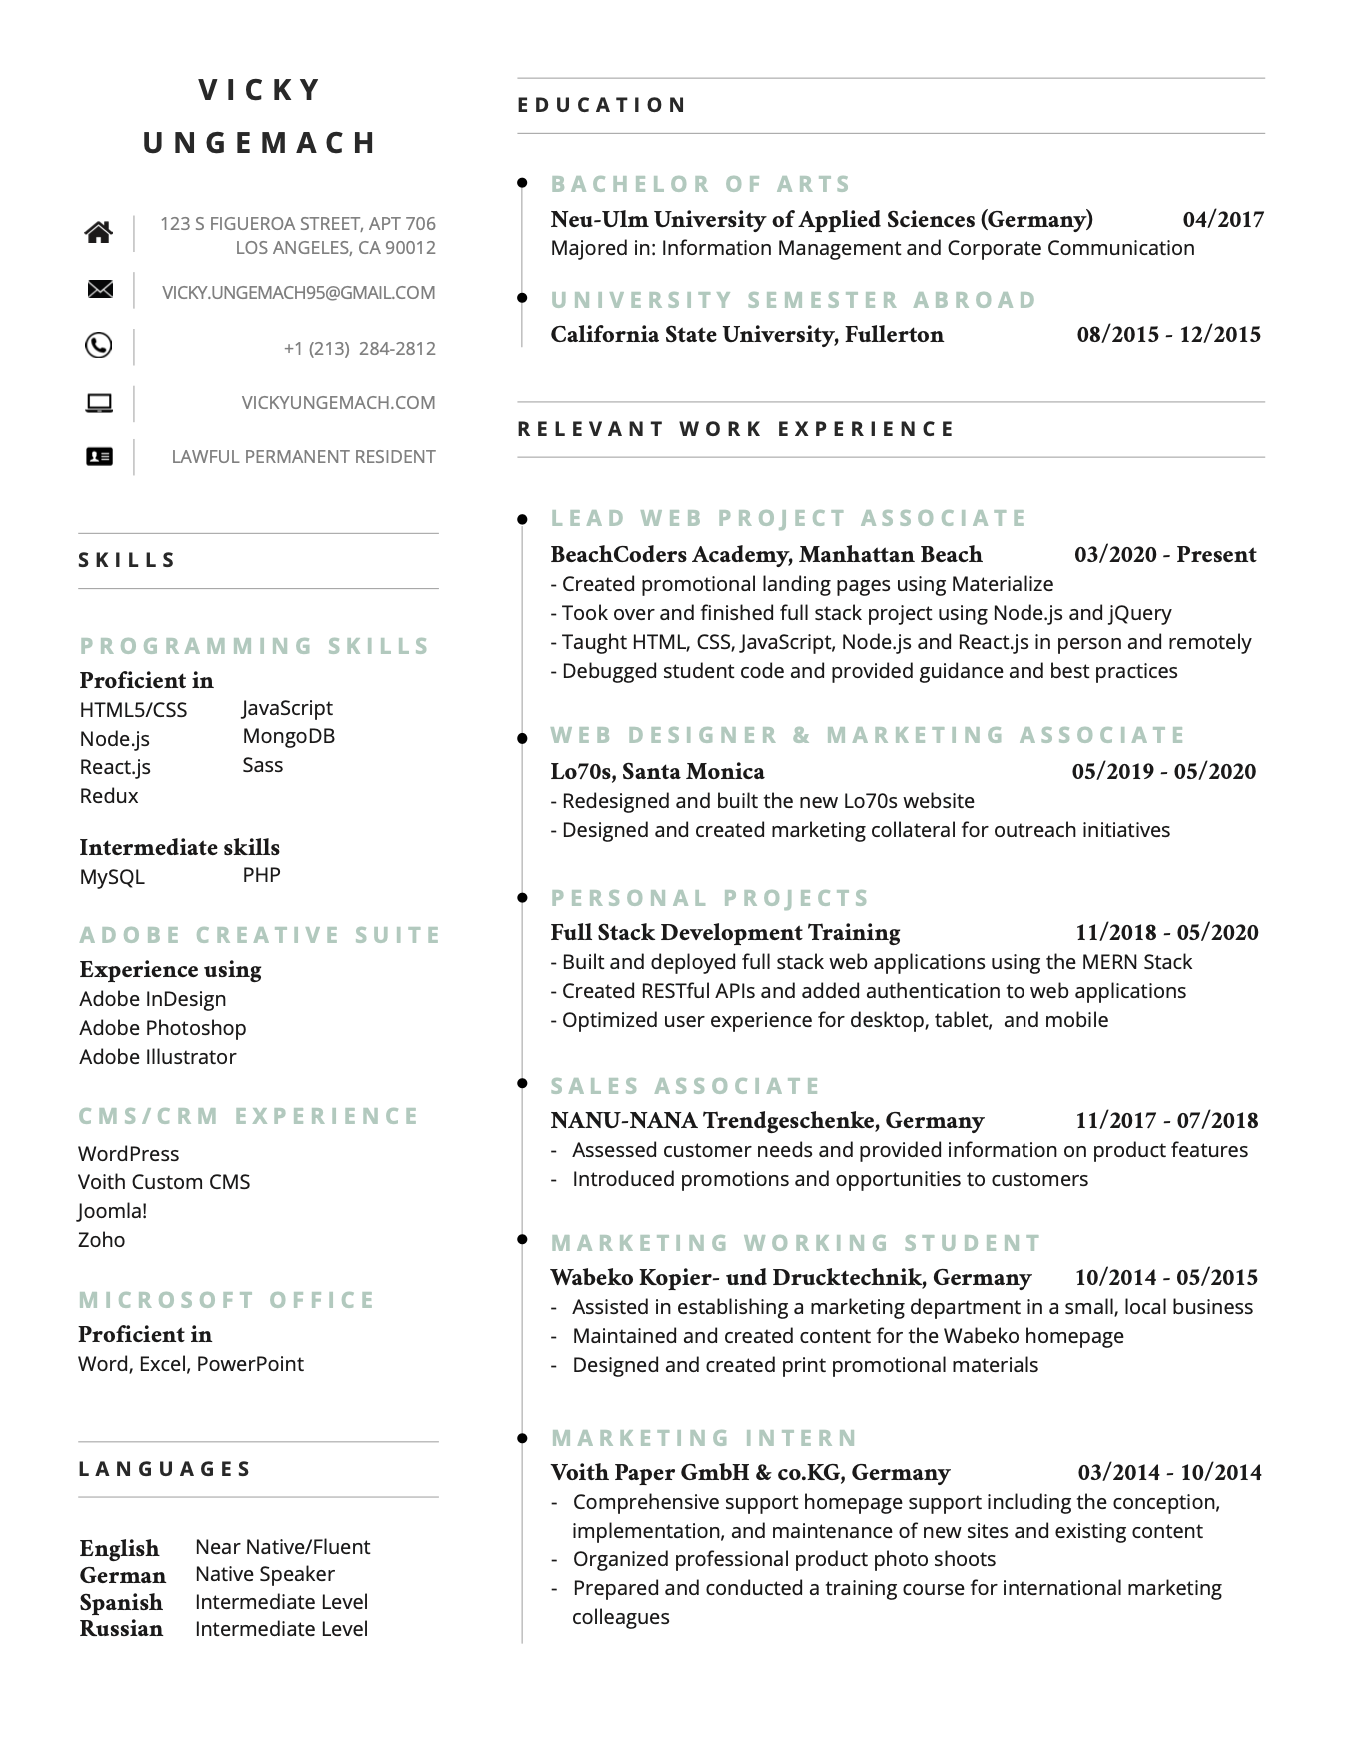 VICKY
UNGEMACH
123 S FIGUEROA STREET, APT 706
LOS ANGELES, CA 90012
VICKY.UNGEMACH95@GMAIL.COM
+1 (213)  284-2812
VICKYUNGEMACH.COM
LAWFUL PERMANENT RESIDENT
SKILLS
PROGRAMMING SKILLS
Proficient in
HTML5/CSS JavaScript
Node.js MongoDB
React.js Sass
Redux
Intermediate skills
MySQL PHP
ADOBE CREATIVE SUITE
Experience using
Adobe InDesign
Adobe Photoshop
Adobe Illustrator
CMS/CRM EXPERIENCE
WordPress
Voith Custom CMS
Joomla!
Zoho
MICROSOFT OFFICE
Proficient in
Word, Excel, PowerPoint
LANGUAGES
English Near Native/Fluent
German Native Speaker
Spanish Intermediate Level
Russian Intermediate Level
EDUCATION
BACHELOR OF ARTS
Neu-Ulm University of Applied Sciences (Germany) 04/2017
Majored in: Information Management and Corporate Communication
UNIVERSITY SEMESTER ABROAD
California State University, Fullerton 08/2015 - 12/2015
RELEVANT WORK EXPERIENCE
LEAD WEB PROJECT ASSOCIATE
BeachCoders Academy, Manhattan Beach 03/2020 - Present
- Created promotional landing pages using Materialize
- Took over and finished full stack project using Node.js and jQuery
- Taught HTML, CSS, JavaScript, Node.js and React.js in person and remotely
- Debugged student code and provided guidance and best practices
WEB DESIGNER & MARKETING ASSOCIATE
Lo70s, Santa Monica 05/2019 - 05/2020
- Redesigned and built the new Lo70s website
- Designed and created marketing collateral for outreach initiatives
PERSONAL PROJECTS
Full Stack Development Training 11/2018 - 05/2020
- Built and deployed full stack web applications using the MERN Stack
- Created RESTful APIs and added authentication to web applications
- Optimized user experience for desktop, tablet,  and mobile
SALES ASSOCIATE
NANU-NANA Trendgeschenke, Germany 11/2017 - 07/2018
- Assessed customer needs and provided information on product features
- Introduced promotions and opportunities to customers
MARKETING WORKING STUDENT
Wabeko Kopier- und Drucktechnik, Germany 10/2014 - 05/2015
- Assisted in establishing a marketing department in a small, local business
- Maintained and created content for the Wabeko homepage
- Designed and created print promotional materials
MARKETING INTERN
Voith Paper GmbH & co.KG, Germany 03/2014 - 10/2014
- Comprehensive support homepage support including the conception,
implementation, and maintenance of new sites and existing content
- Organized professional product photo shoots
- Prepared and conducted a training course for international marketing
colleagues